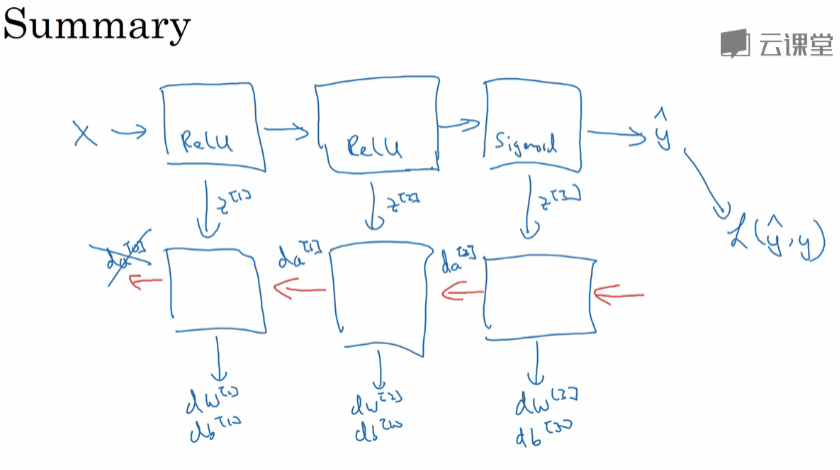 Summary
云课堂
X → ReLU → ReLU → Sigmoid → ŷ
z^[1] z^[2] z^[3]
L(ŷ,y)
da^[0] da^[1] da^[2]
dw^[1] dw^[2] dw^[3]
db^[1] db^[2] db^[3]